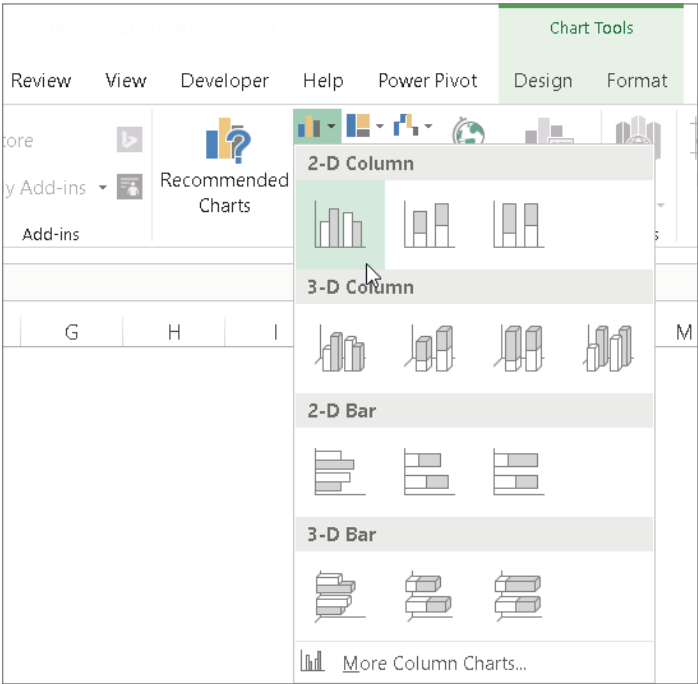 Chart Tools
Review View Developer Help Power Pivot Design Format
tore
y Add-ins
Recommended
Charts
Add-ins
s
2-D Column
3-D Column
G H I M
2-D Bar
3-D Bar
More Column Charts...